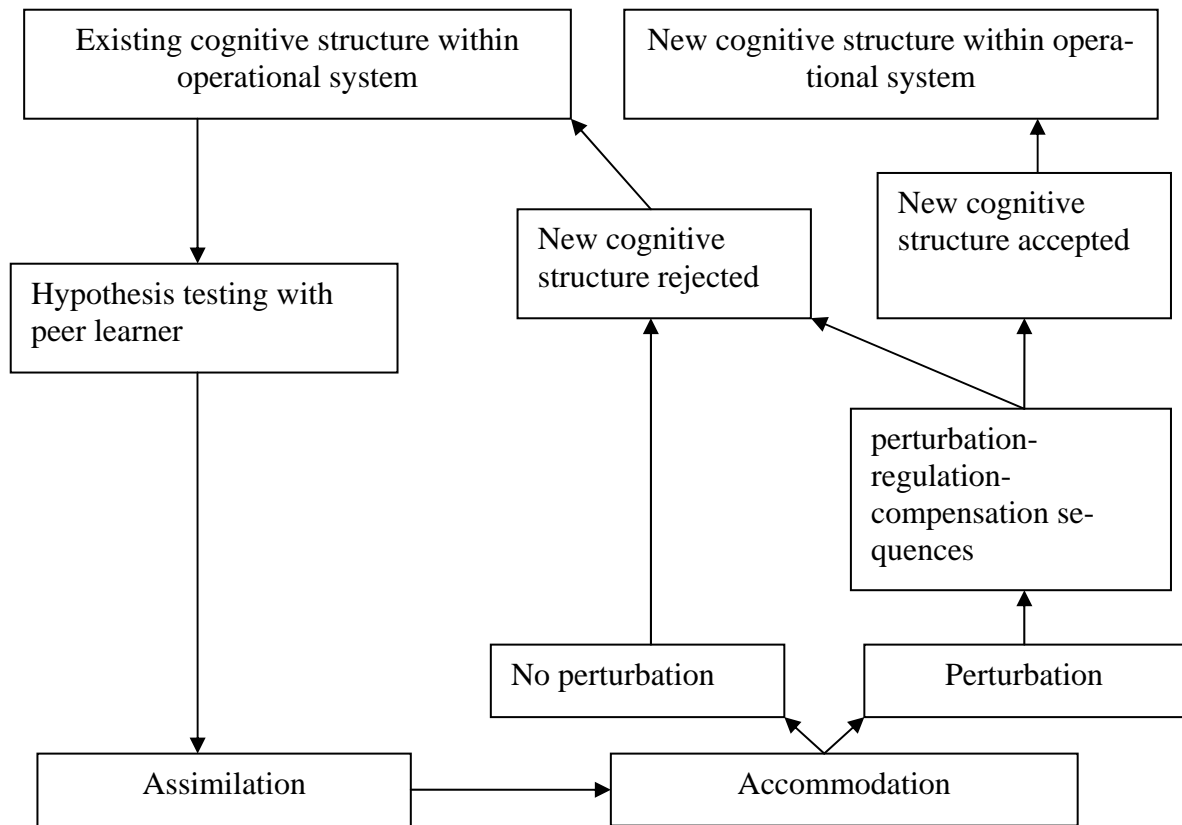 Existing cognitive structure within
operational system
New cognitive structure within opera-
tional system
New cognitive
structure rejected
New cognitive
structure accepted
Hypothesis testing with
peer learner
perturbation-
regulation-
compensation se-
quences
No perturbation
Perturbation
Assimilation
Accommodation